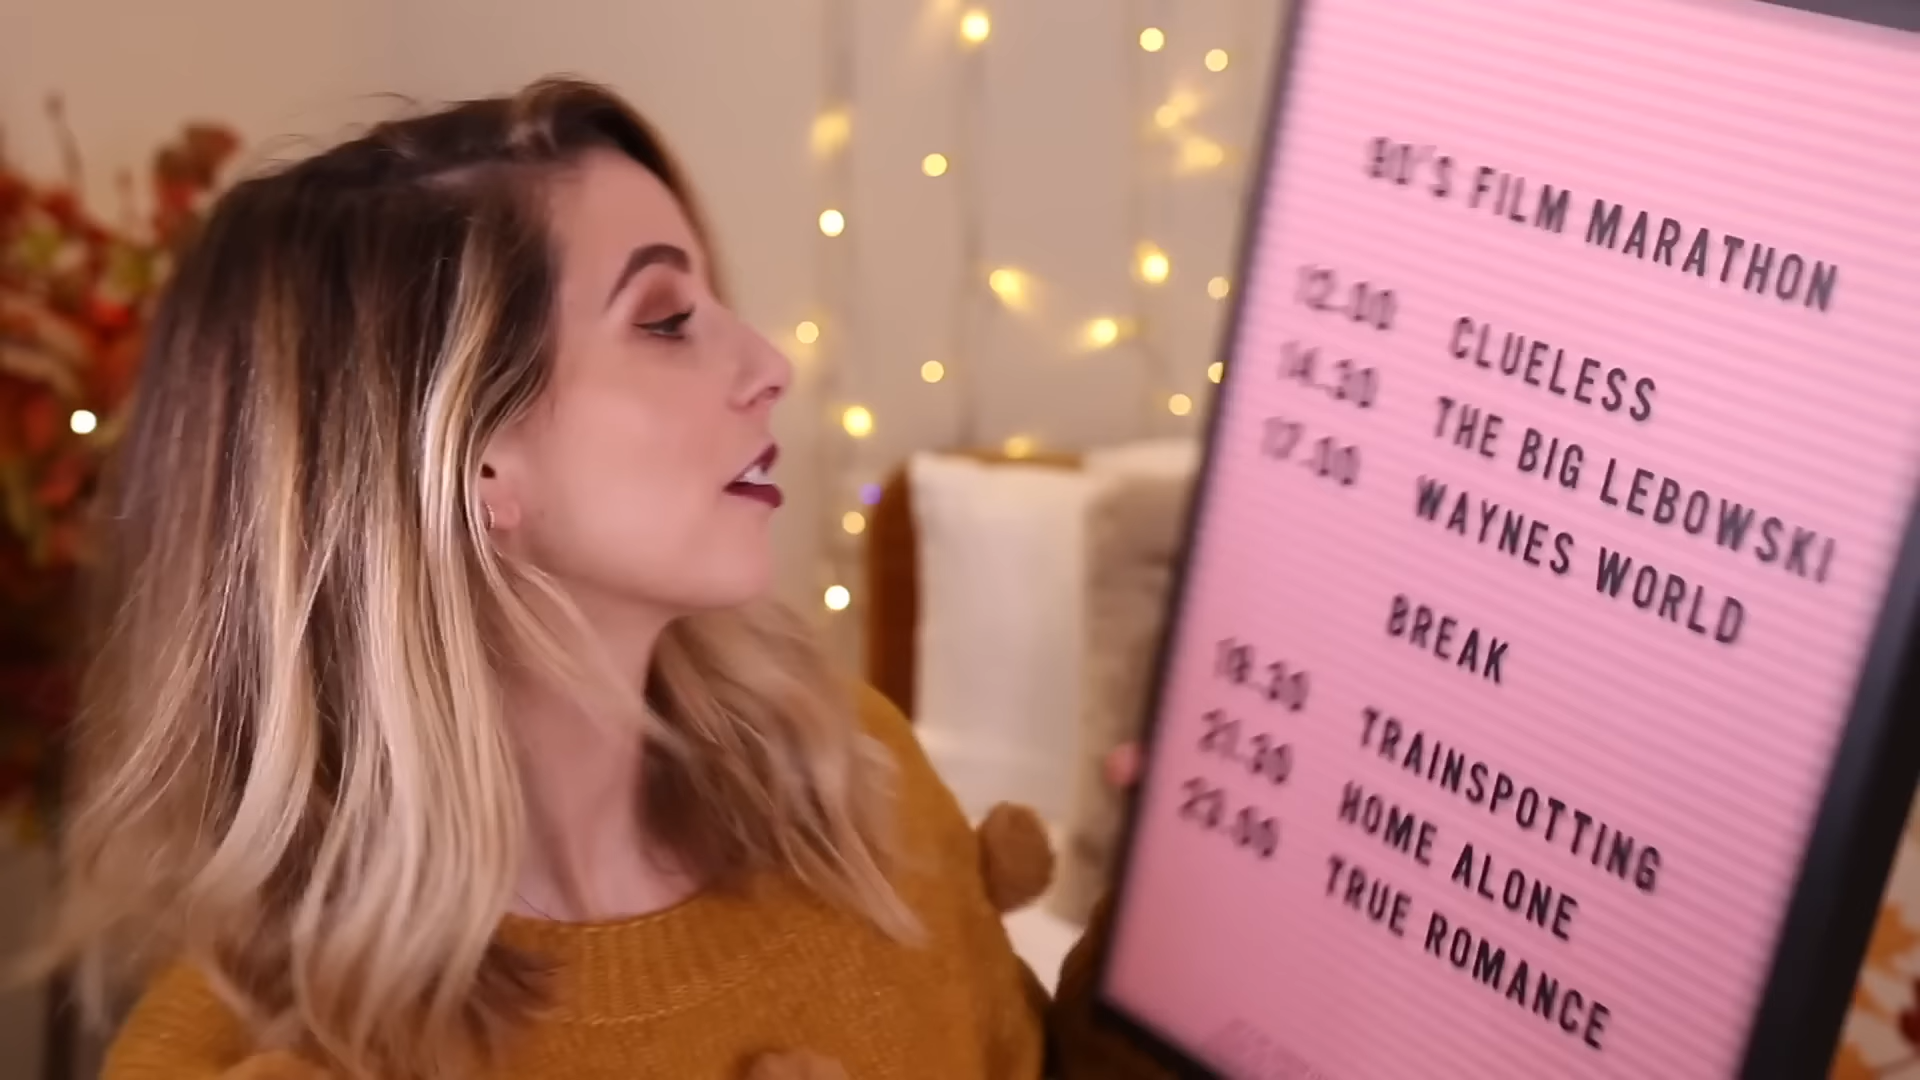 90'S FILM MARATHON
12.00 CLUELESS
14.30 THE BIG LEBOWSKI
17.00 WAYNES WORLD
BREAK
19.30 TRAINSPOTTING
21.30 HOME ALONE
23.00 TRUE ROMANCE